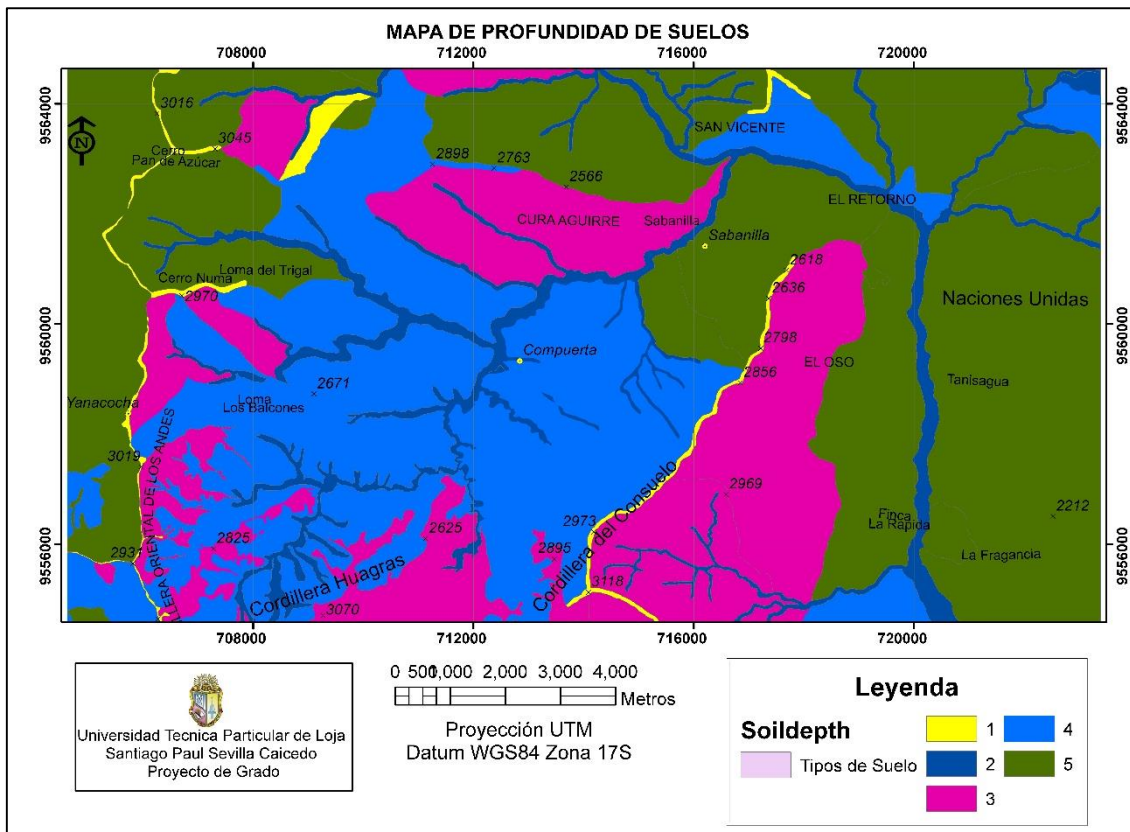 MAPA DE PROFUNDIDAD DE SUELOS
708000 712000 716000 720000
9564000 9564000
3016
SAN VICENTE
3045
Cerro
Pan de Azúcar
2898 2763
2566
EL RETORNO
CURA AGUIRRE Sabanilla
Sabanilla
2618
Loma del Trigal
Cerro Numa
2970
2636
Naciones Unidas
9560000 9560000
2798
Compuerta
EL OSO
2856
Tanisagua
2671
Loma
Los Balcones
Yanacocha
3019
LLERA ORIENTAL DE LOS ANDES
2969
2212
Finca
La Rapida
2973
Cordillera del Consuelo
2625
2825
2895
2931
La Fragancia
9556000 9556000
Cordillera Huagras
3118
3070
708000 712000 716000 720000
Universidad Tecnica Particular de Loja
Santiago Paul Sevilla Caicedo
Proyecto de Grado
0 500 1,000 2,000 3,000 4,000
Metros
Proyección UTM
Datum WGS84 Zona 17S
Leyenda
Soildepth
Tipos de Suelo
1 4
2 5
3
N